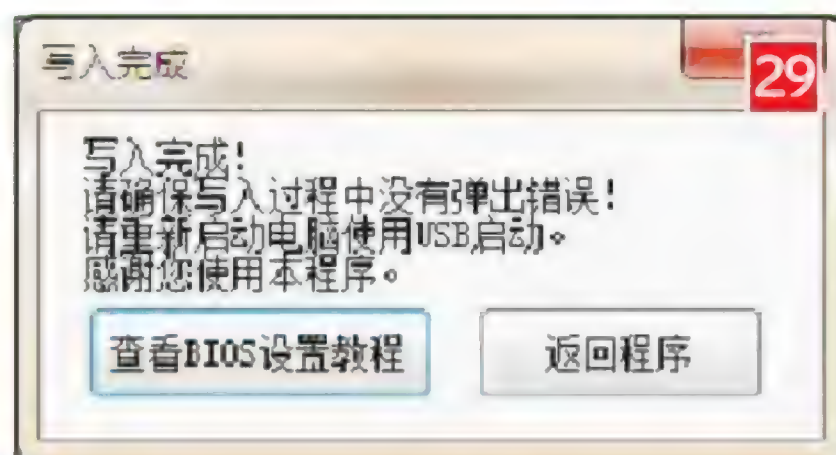 写入完成
29
写入完成!
请确保写入过程中没有弹出错误!
请重新启动电脑使用USB启动。
感谢您使用本程序。
查看BIOS设置教程
返回程序